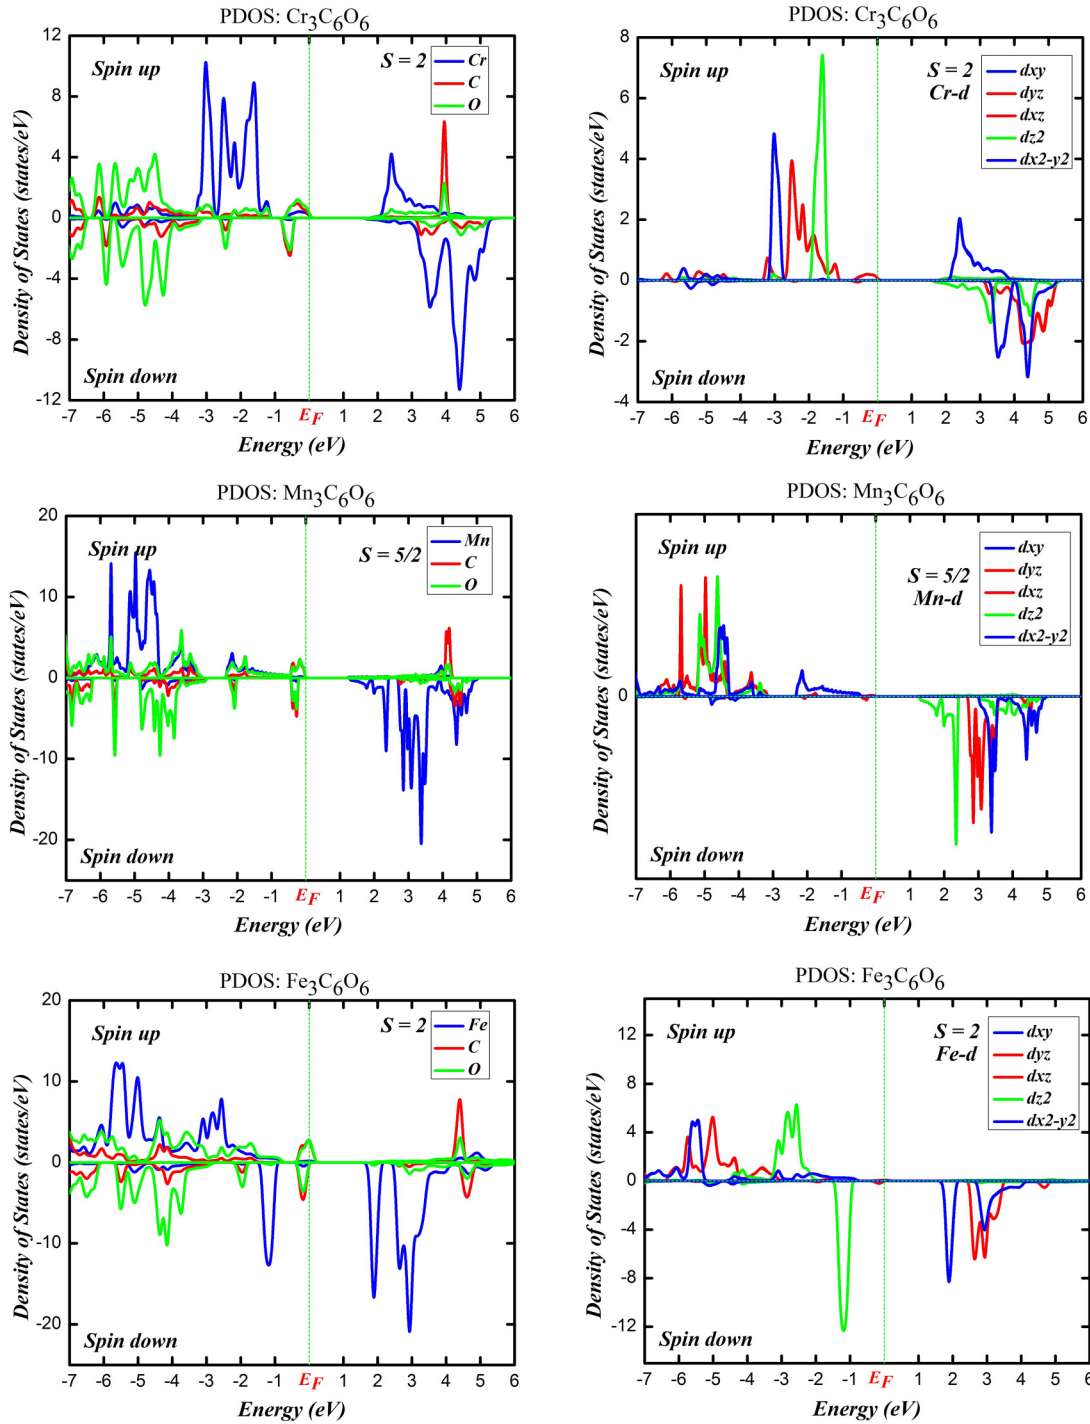 PDOS: Cr3C6O6
Density of States (states/eV)
12
8
4
0
-4
-8
-12
Spin up
S = 2
Cr
C
O
Spin down
-7 -6 -5 -4 -3 -2 -1 EF 1 2 3 4 5 6
Energy (eV)
PDOS: Cr3C6O6
Density of States (states/eV)
8
6
4
2
0
-2
-4
Spin up
S = 2
Cr-d
dxy
dyz
dxz
dz2
dx2-y2
Spin down
-7 -6 -5 -4 -3 -2 -1 EF 1 2 3 4 5 6
Energy (eV)
PDOS: Mn3C6O6
Density of States (states/eV)
20
10
0
-10
-20
Spin up
S = 5/2
Mn
C
O
Spin down
-7 -6 -5 -4 -3 -2 -1 EF 1 2 3 4 5 6
Energy (eV)
PDOS: Mn3C6O6
Density of States (states/eV)
0
Spin up
S = 5/2
Mn-d
dxy
dyz
dxz
dz2
dx2-y2
Spin down
-7 -6 -5 -4 -3 -2 -1 EF 1 2 3 4 5 6
Energy (eV)
PDOS: Fe3C6O6
Density of States (states/eV)
20
10
0
-10
-20
Spin up
S = 2
Fe
C
O
Spin down
-7 -6 -5 -4 -3 -2 -1 EF 1 2 3 4 5 6
Energy (eV)
PDOS: Fe3C6O6
Density of States (states/eV)
12
8
4
0
-4
-8
-12
Spin up
S = 2
Fe-d
dxy
dyz
dxz
dz2
dx2-y2
Spin down
-7 -6 -5 -4 -3 -2 -1 EF 1 2 3 4 5 6
Energy (eV)